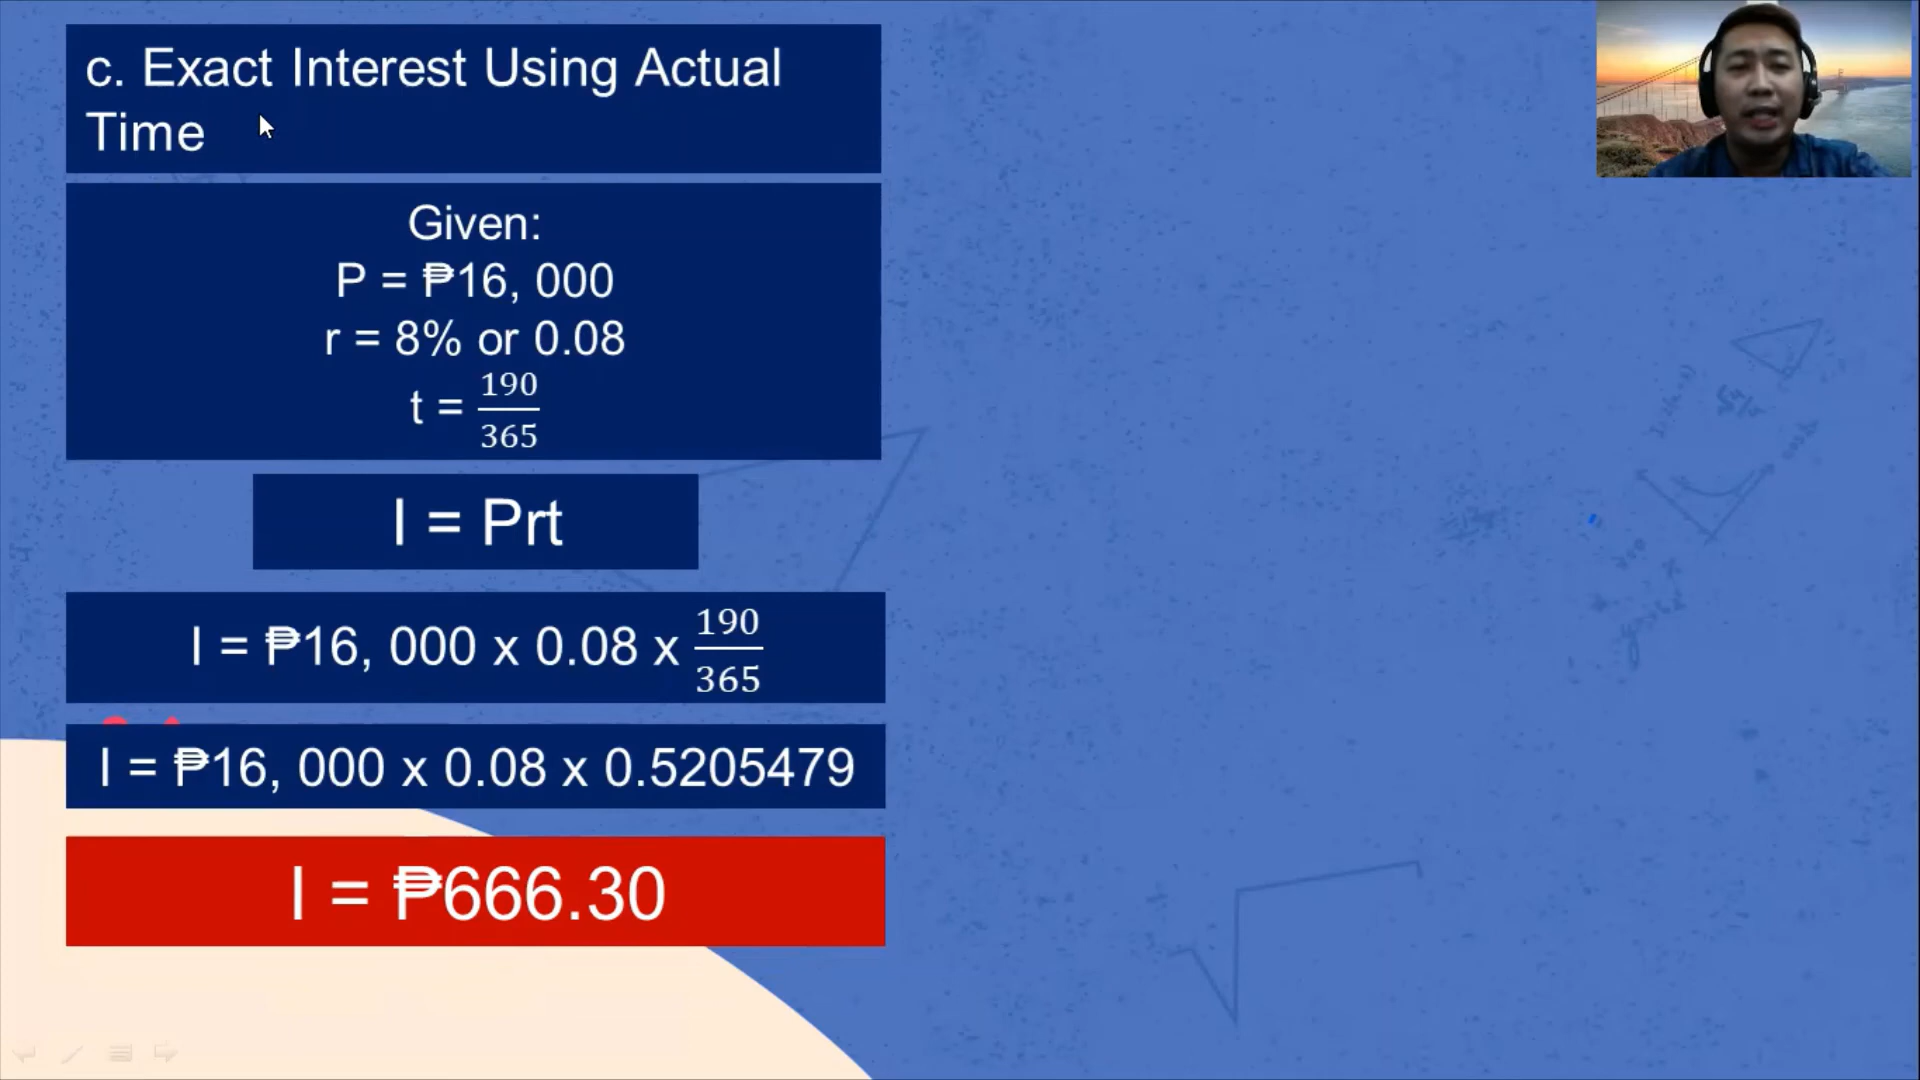 c. Exact Interest Using Actual
Time
Given:
P = ₱16, 000
r = 8% or 0.08
t = 190/365
I = Prt
I = ₱16, 000 x 0.08 x 190/365
I = ₱16, 000 x 0.08 x 0.5205479
I = ₱666.30